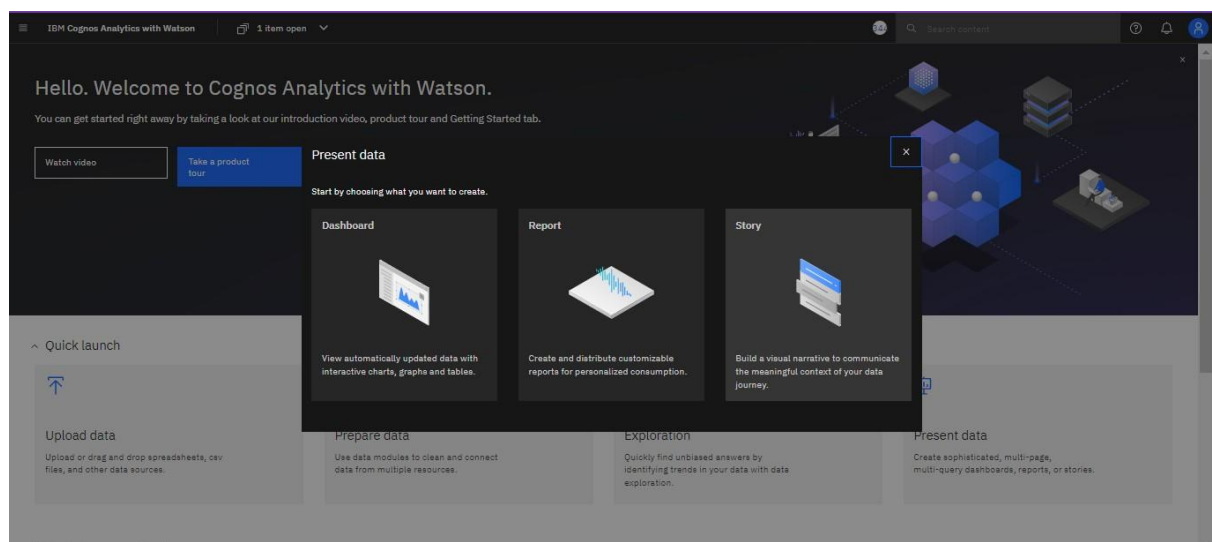 IBM Cognos Analytics with Watson
1 item open
Search content
Hello. Welcome to Cognos Analytics with Watson.
You can get started right away by taking a look at our introduction video, product tour and Getting Started tab.
Watch video
Take a product
tour
Present data
Start by choosing what you want to create.
Dashboard
View automatically updated data with
interactive charts, graphs and tables.
Report
Create and distribute customizable
reports for personalized consumption.
Story
Build a visual narrative to communicate
the meaningful context of your data
journey.
Quick launch
Upload data
Upload or drag and drop spreadsheets, csv
files, and other data sources.
Prepare data
Use data modules to clean and connect
data from multiple resources.
Exploration
Quickly find unbiased answers by
identifying trends in your data with data
exploration.
Present data
Create sophisticated, multi-page,
multi-query dashboards, reports, or stories.